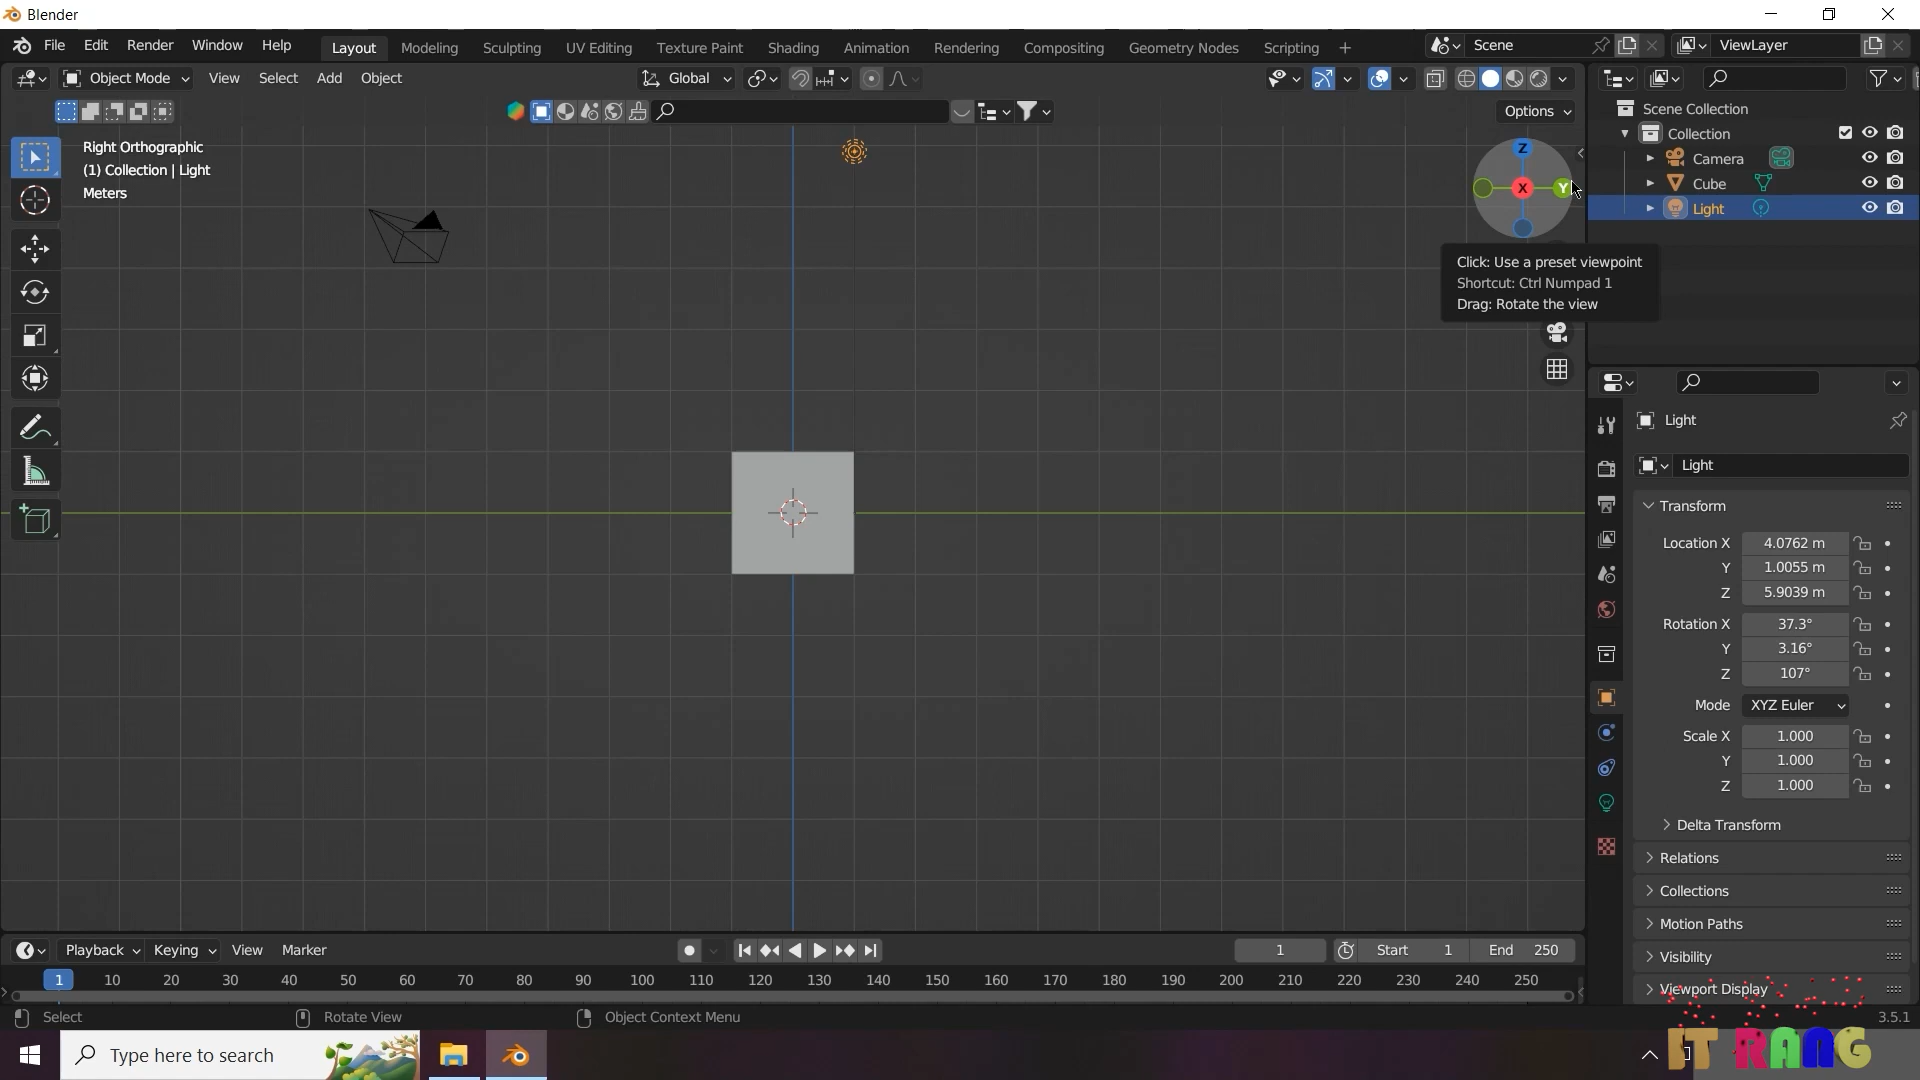 Blender
File Edit Render Window Help Layout Modeling Sculpting UV Editing Texture Paint Shading Animation Rendering Compositing Geometry Nodes Scripting + Scene ViewLayer
Object Mode View Select Add Object Global
Options
Right Orthographic
(1) Collection | Light
Meters
Z
X
Y
Click: Use a preset viewpoint
Shortcut: Ctrl Numpad 1
Drag: Rotate the view
Scene Collection
Collection
Camera
Cube
Light
Light
Light
Transform
Location X 4.0762 m
Y 1.0055 m
Z 5.9039 m
Rotation X 37.3°
Y 3.16°
Z 107°
Mode XYZ Euler
Scale X 1.000
Y 1.000
Z 1.000
Delta Transform
Relations
Collections
Motion Paths
Visibility
Viewport Display
Playback Keying View Marker 1 Start 1 End 250
1 10 20 30 40 50 60 70 80 90 100 110 120 130 140 150 160 170 180 190 200 210 220 230 240 250
Select Rotate View Object Context Menu 3.5.1
Type here to search
IT RANG